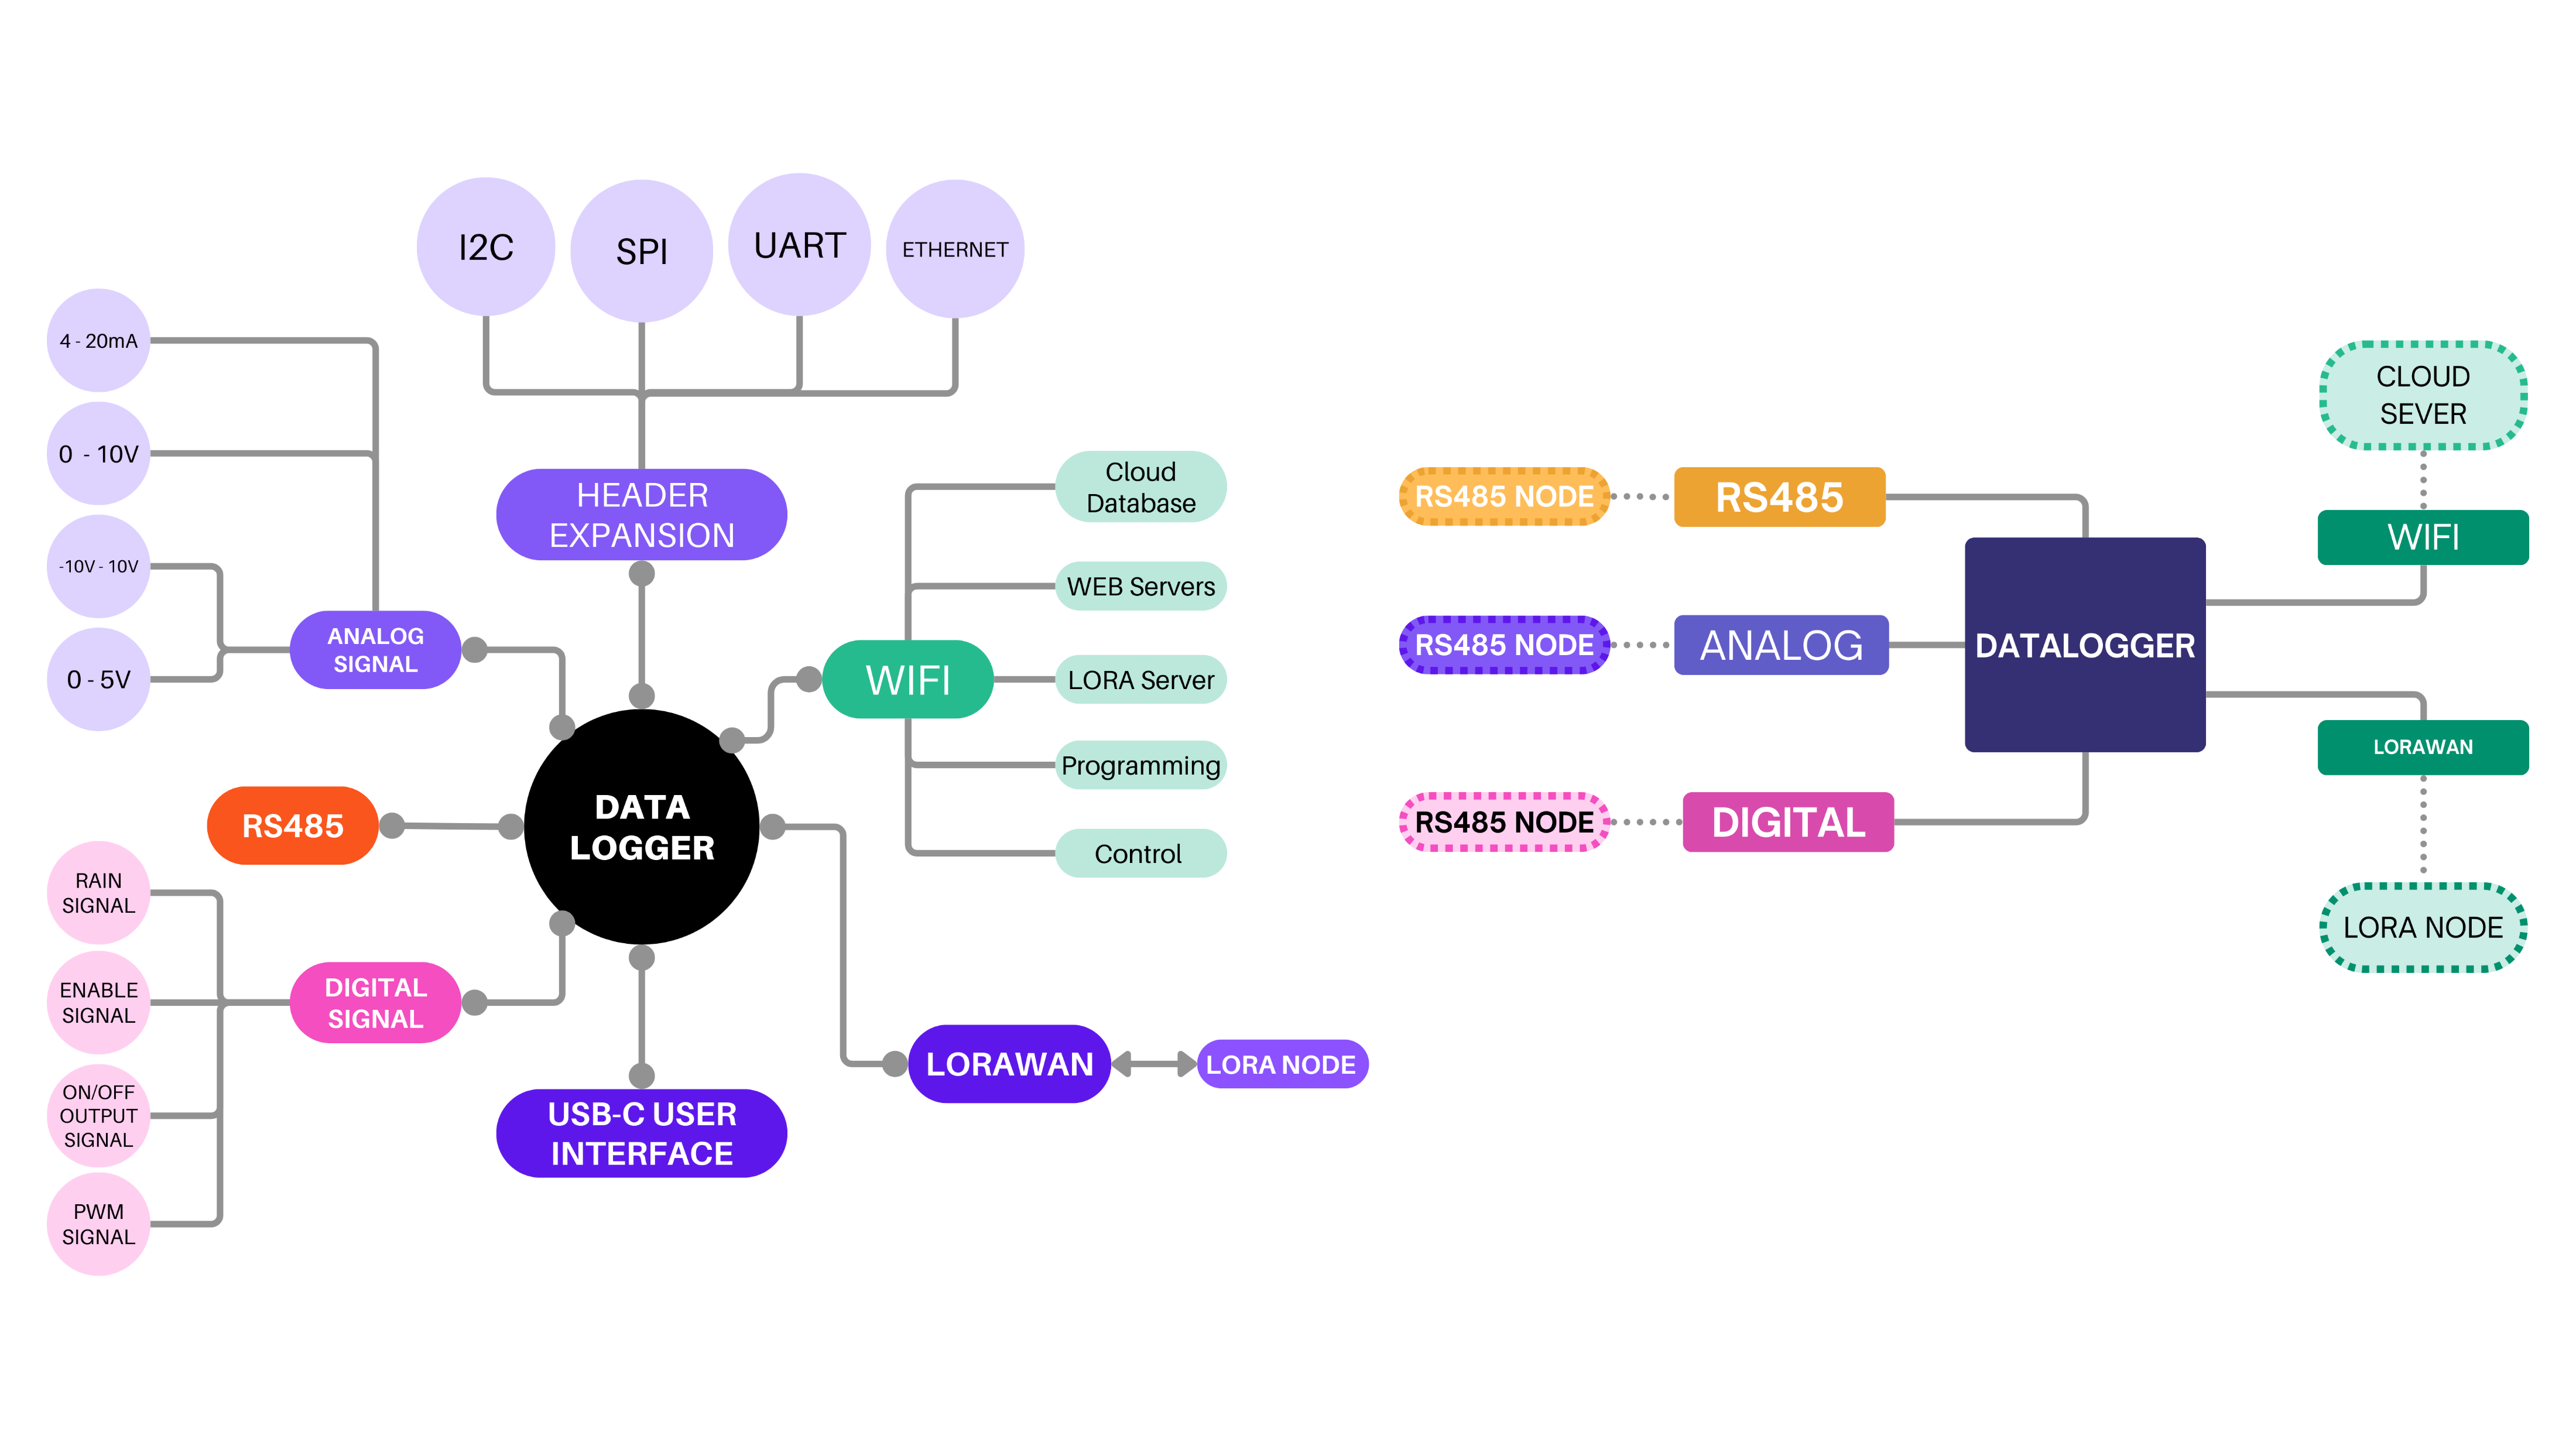 I2C
SPI
UART
ETHERNET
4 - 20mA
0 - 10V
-10V - 10V
0 - 5V
HEADER
EXPANSION
ANALOG
SIGNAL
Cloud
Database
WEB Servers
WIFI
LORA Server
Programming
Control
RS485
DATA
LOGGER
RAIN
SIGNAL
ENABLE
SIGNAL
ON/OFF
OUTPUT
SIGNAL
PWM
SIGNAL
DIGITAL
SIGNAL
USB-C USER
INTERFACE
LORAWAN
LORA NODE
RS485 NODE
RS485
RS485 NODE
ANALOG
RS485 NODE
DIGITAL
DATALOGGER
CLOUD
SEVER
WIFI
LORAWAN
LORA NODE